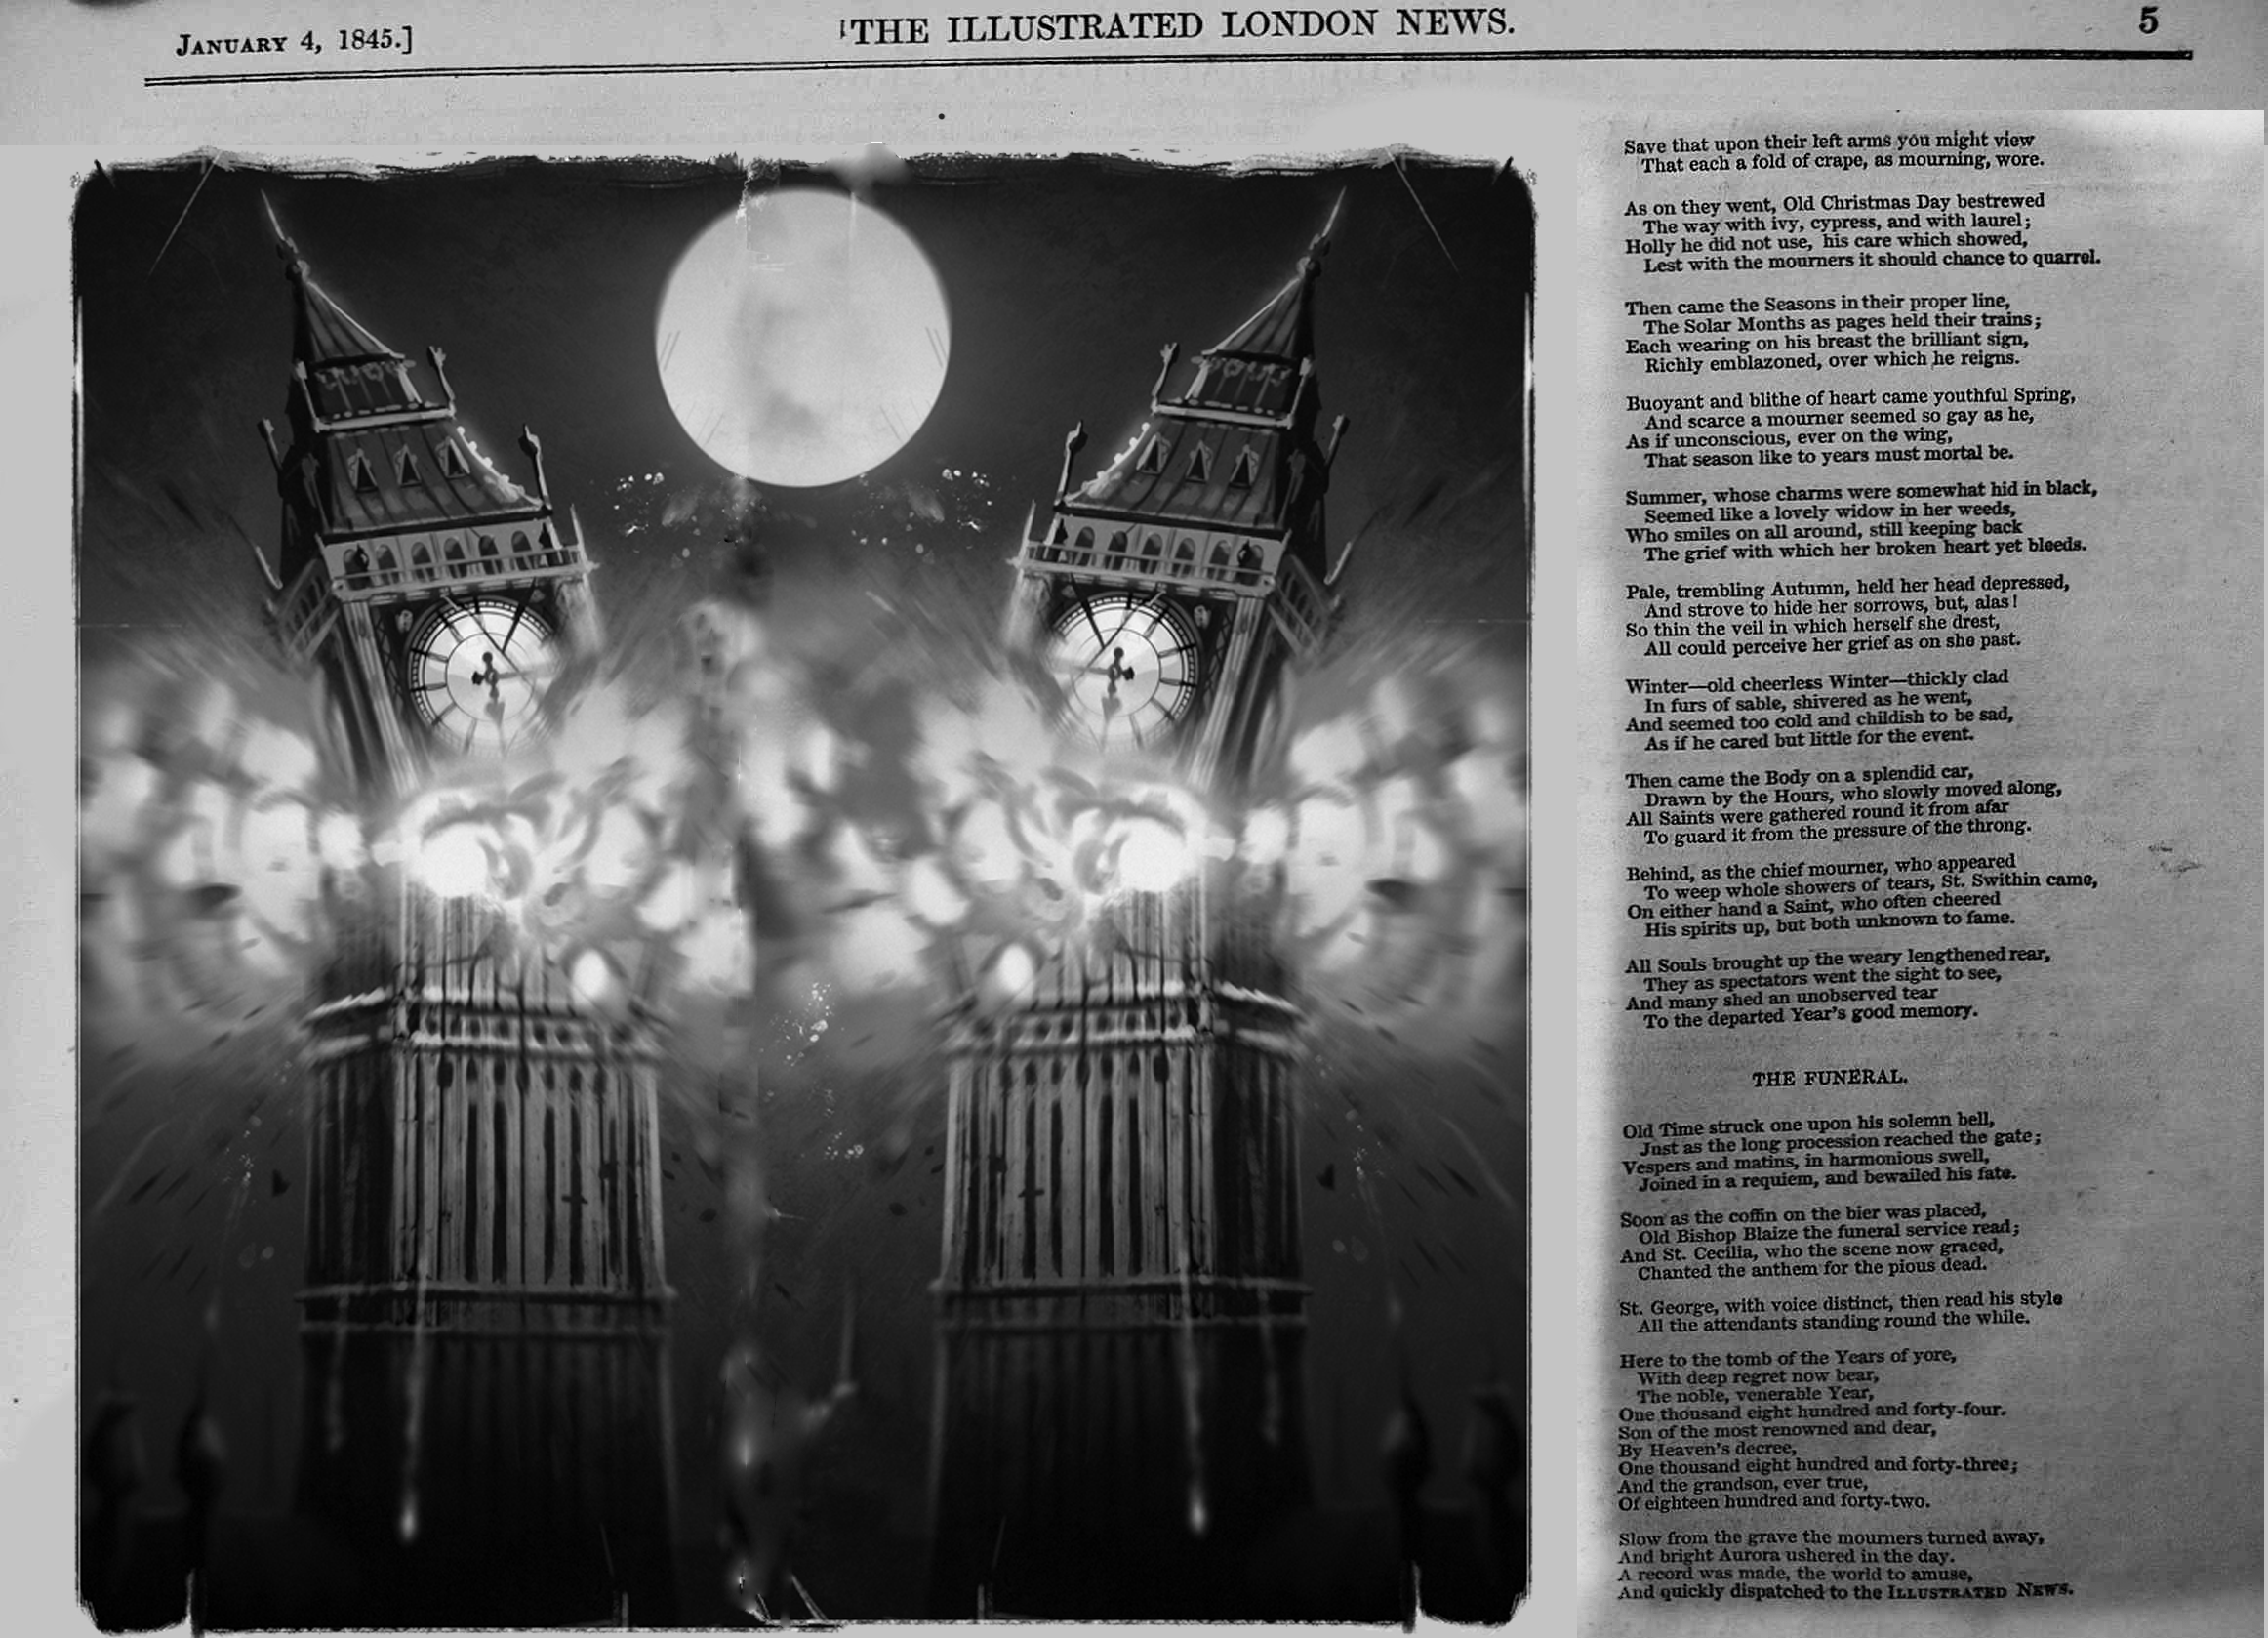 JANUARY 4, 1845.]
THE ILLUSTRATED LONDON NEWS.
5
Save that upon their left arms you might view
That each a fold of crape, as mourning, wore.
As on they went, Old Christmas Day bestrewed
The way with ivy, cypress, and with laurel;
Holly he did not use, his care which showed,
Lest with the mourners it should chance to quarrel.
Then came the Seasons in their proper line,
The Solar Months as pages held their trains;
Each wearing on his breast the brilliant sign,
Richly emblazoned, over which he reigns.
Buoyant and blithe of heart came youthful Spring,
And scarce a mourner seemed so gay as he,
As if unconscious, ever on the wing,
That season like to years must mortal be.
Summer, whose charms were somewhat hid in black,
Seemed like a lovely widow in her weeds,
Who smiles on all around, still keeping back
The grief with which her broken heart yet bleeds.
Pale, trembling Autumn, held her head depressed,
And strove to hide her sorrows, but, alas!
So thin the veil in which herself she drest,
All could perceive her grief as on she past.
Winter—old cheerless Winter—thickly clad
In furs of sable, shivered as he went,
And seemed too cold and childish to be sad,
As if he cared but little for the event.
Then came the Body on a splendid car,
Drawn by the Hours, who slowly moved along,
All Saints were gathered round it from afar
To guard it from the pressure of the throng.
Behind, as the chief mourner, who appeared
To weep whole showers of tears, St. Swithin came,
On either hand a Saint, who often cheered
His spirits up, but both unknown to fame.
All Souls brought up the weary lengthened rear,
They as spectators went the sight to see,
And many shed an unobserved tear
To the departed Year's good memory.
THE FUNERAL.
Old Time struck one upon his solemn bell,
Just as the long procession reached the gate;
Vespers and matins, in harmonious swell,
Joined in a requiem, and bewailed his fate.
Soon as the coffin on the bier was placed,
Old Bishop Blaize the funeral service read;
And St. Cecilia, who the scene now graced,
Chanted the anthem for the pious dead.
St. George, with voice distinct, then read his style
All the attendants standing round the while.
Here to the tomb of the Years of yore,
With deep regret now bear,
The noble, venerable Year,
One thousand eight hundred and forty-four.
Son of the most renowned and dear,
By Heaven's decree,
One thousand eight hundred and forty-three;
And the grandson, ever true,
Of eighteen hundred and forty-two.
Slow from the grave the mourners turned away,
And bright Aurora ushered in the day.
A record was made, the world to amuse,
And quickly dispatched to the ILLUSTRATED NEWS.